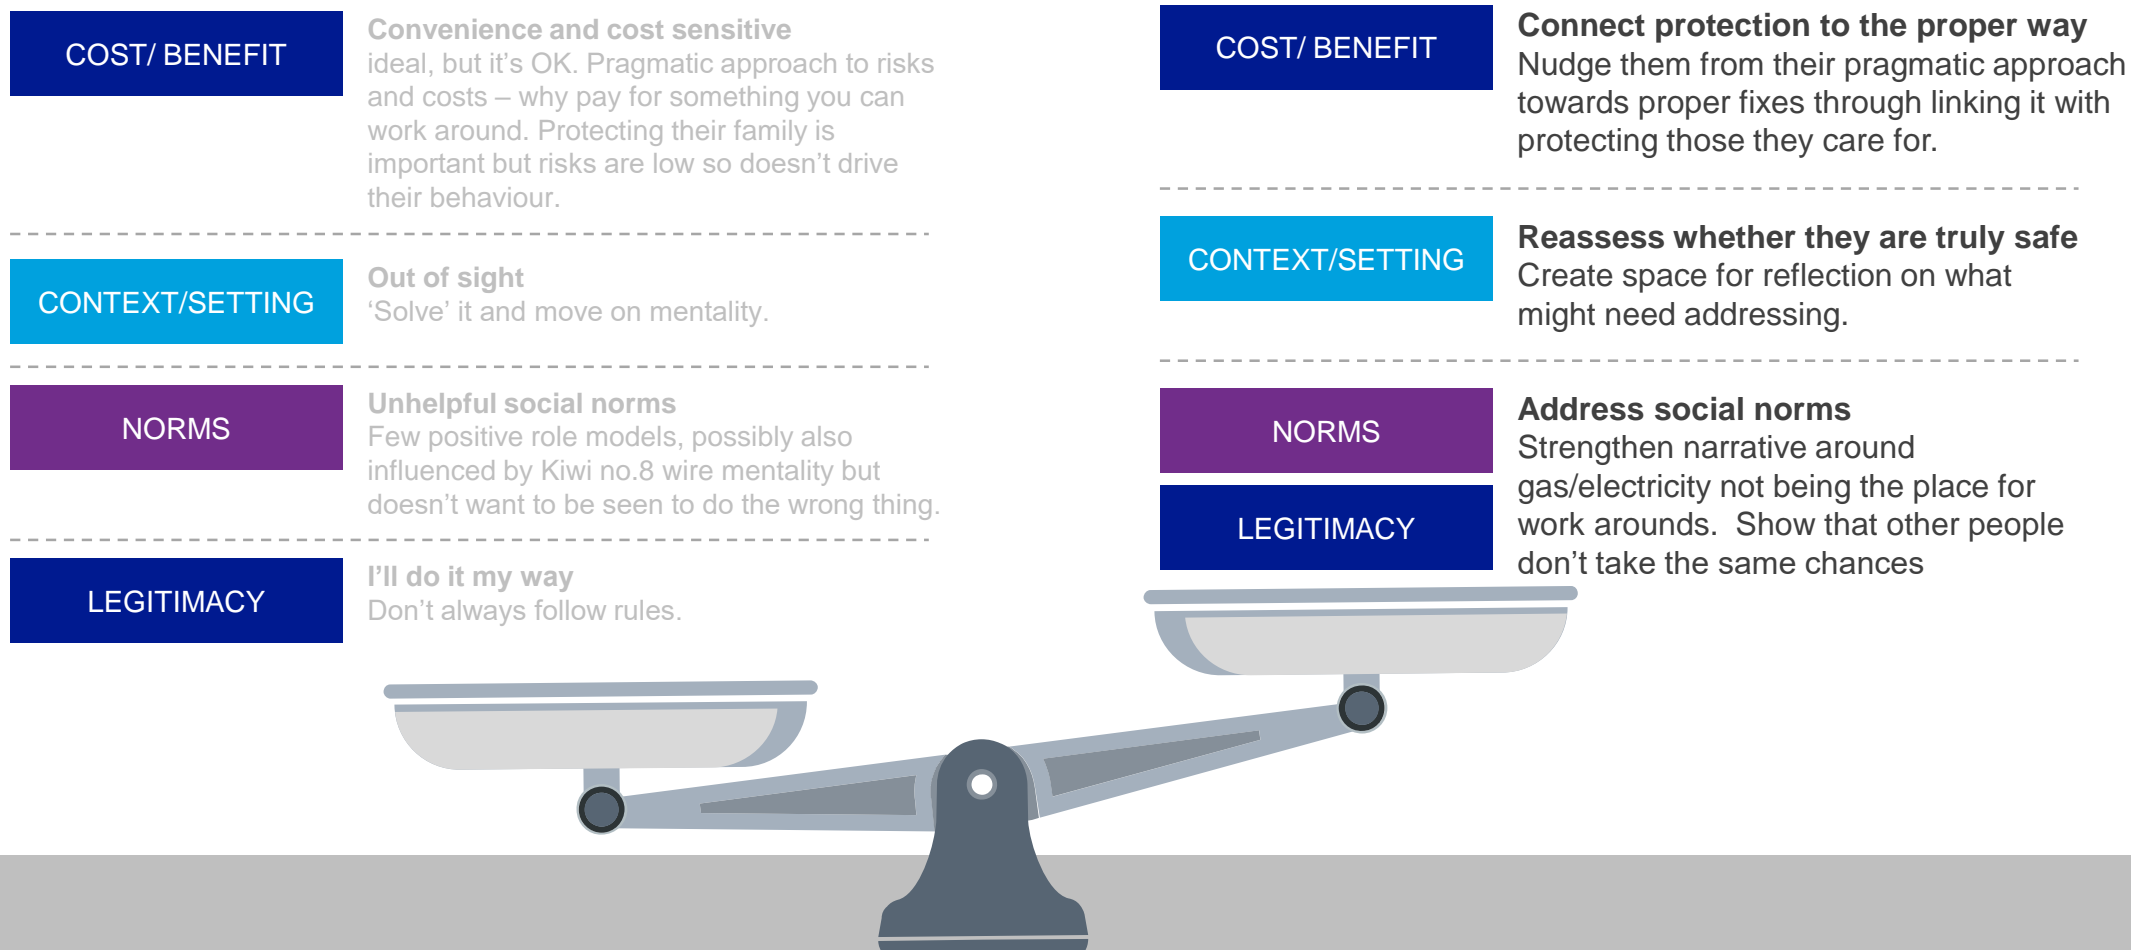 COST/ BENEFIT
Convenience and cost sensitive
ideal, but it’s OK. Pragmatic approach to risks
and costs – why pay for something you can
work around. Protecting their family is
important but risks are low so doesn’t drive
their behaviour.
CONTEXT/SETTING
Out of sight
‘Solve’ it and move on mentality.
NORMS
Unhelpful social norms
Few positive role models, possibly also
influenced by Kiwi no.8 wire mentality but
doesn’t want to be seen to do the wrong thing.
LEGITIMACY
I’ll do it my way
Don’t always follow rules.
COST/ BENEFIT
Connect protection to the proper way
Nudge them from their pragmatic approach
towards proper fixes through linking it with
protecting those they care for.
CONTEXT/SETTING
Reassess whether they are truly safe
Create space for reflection on what
might need addressing.
NORMS
LEGITIMACY
Address social norms
Strengthen narrative around
gas/electricity not being the place for
work arounds.  Show that other people
don’t take the same chances